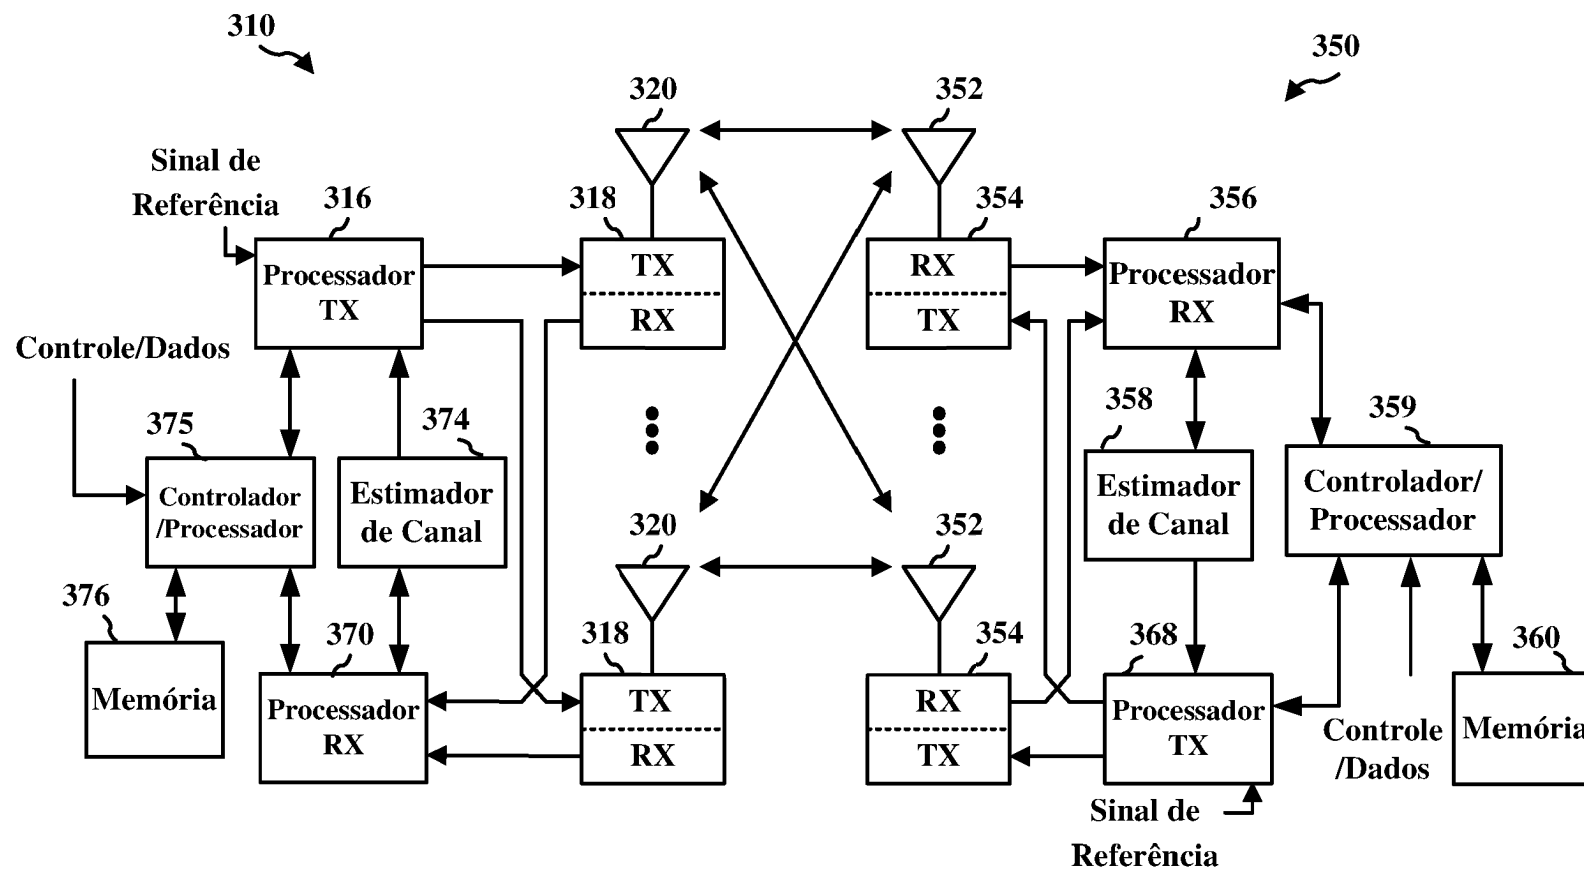 310
350
320
352
Sinal de
Referência
316
318
354
356
Processador
TX
TX
RX
RX
TX
Processador
RX
Controle/Dados
375
374
358
359
Controlador
/Processador
Estimador
de Canal
Estimador
de Canal
Controlador/
Processador
320
352
376
370
318
354
368
360
Memória
Processador
RX
TX
RX
RX
TX
Processador
TX
Controle
/Dados
Memória
Sinal de
Referência